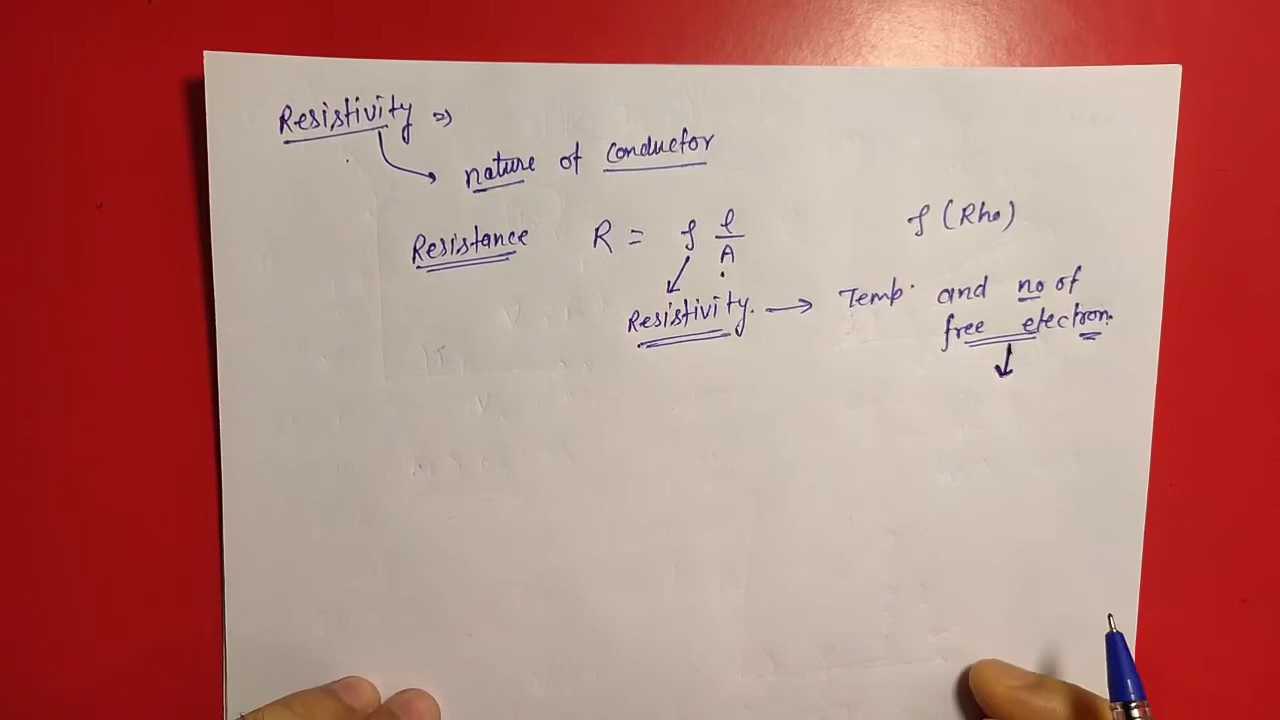 Resistivity ⇒
nature of conductor
Resistance R = ρ l/A
ρ (Rho)
Resistivity. → Temp. and no of
free electron.